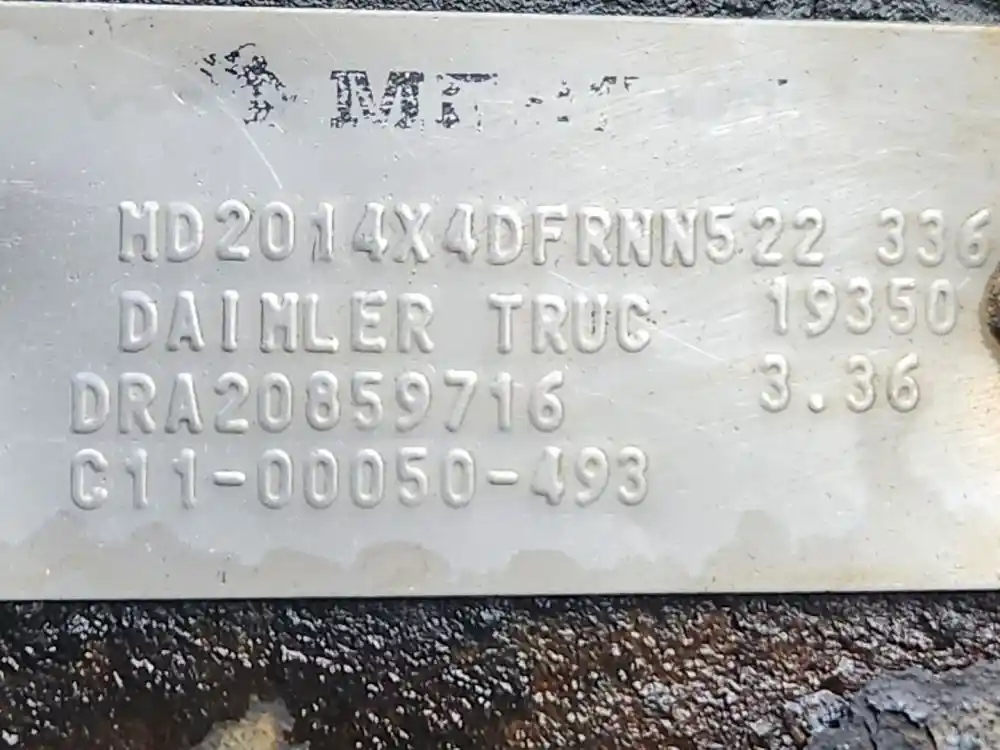 MD2014X4DFRNN522 336
DAIMLER TRUC 19350
DRA20859716 3.36
C11-00050-493